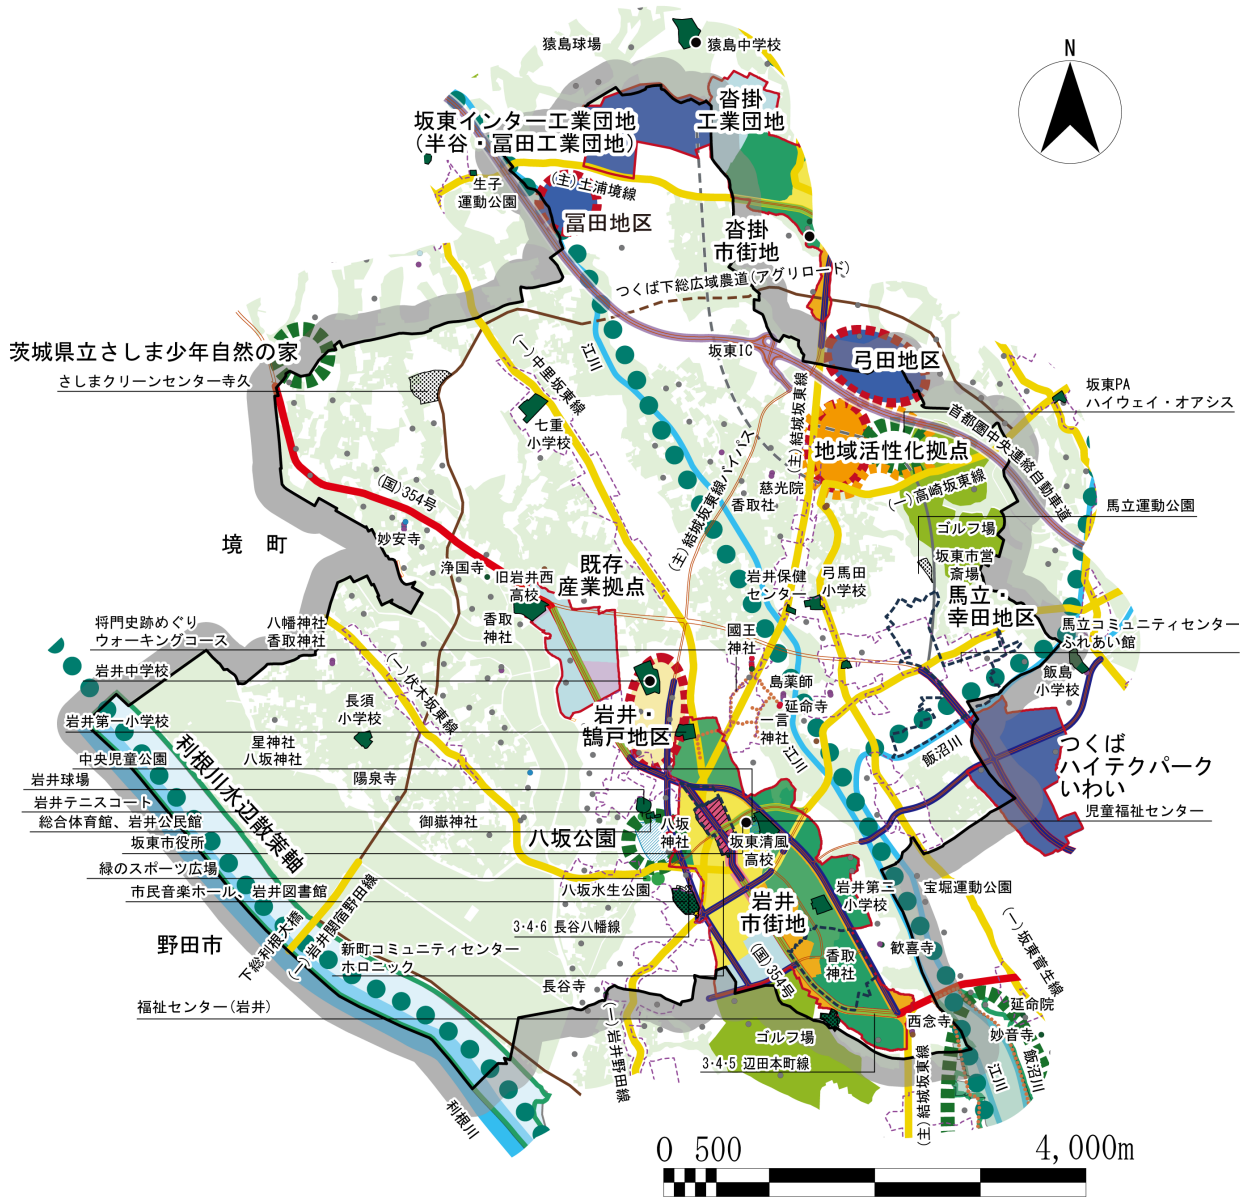 猿島球場
猿島中学校
N
沓掛
工業団地
坂東インター工業団地
(半谷・冨田工業団地)
生子
運動公園
(主)土浦境線
冨田地区
沓掛
市街地
つくば下総広域農道(アグリロード)
茨城県立さしま少年自然の家
さしまクリーンセンター寺久
江川
(一)中里坂東線
坂東IC
弓田地区
坂東PA
ハイウェイ・オアシス
首都圏中央連絡自動車道
七重
小学校
(主)結城坂東線
(主)結城坂東線バイパス
地域活性化拠点
(国)354号
慈光院
香取社
(一)高崎坂東線
馬立運動公園
ゴルフ場
境 町
妙安寺
浄国寺
旧岩井西
高校
既存
産業拠点
岩井保健
センター
弓馬田
小学校
坂東市営
斎場
馬立・
幸田地区
将門史跡めぐり
ウォーキングコース
八幡神社
香取神社
香取
神社
國王
神社
馬立コミュニティセンター
ふれあい館
岩井中学校
(一)伏木坂東線
島薬師
飯島
小学校
長須
小学校
岩井・
鵠戸地区
延命寺
一言
神社
岩井第一小学校
江川
飯沼川
星神社
八坂神社
つくば
ハイテクパーク
いわい
中央児童公園
利根川水辺散策軸
陽泉寺
岩井球場
岩井テニスコート
児童福祉センター
総合体育館、岩井公民館
御嶽神社
八坂公園
八坂
神社
坂東清風
高校
坂東市役所
緑のスポーツ広場
市民音楽ホール、岩井図書館
八坂水生公園
岩井
市街地
岩井第二
小学校
宝堀運動公園
3・4・6 長谷八幡線
野田市
下総利根大橋
(一)岩井関宿野田線
新町コミュニティセンター
ホロニック
(国)354号
香取
神社
歓喜寺
(一)坂東菅生線
長谷寺
福祉センター(岩井)
延命院
西念寺
妙音寺
(一)岩井野田線
ゴルフ場
3・4・5 辺田本町線
(主)結城坂東線
江川
飯沼川
利根川
0 500 4,000m